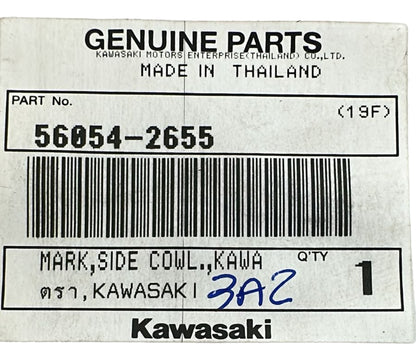 GENUINE PARTS
KAWASAKI MOTORS ENTERPRISE(THAILAND) CO.,LTD.
MADE IN THAILAND
PART No.
(19F)
56054-2655
MARK,SIDE COWL.,KAWA
Q'TY
1
ตรา,KAWASAKI
3A2
Kawasaki